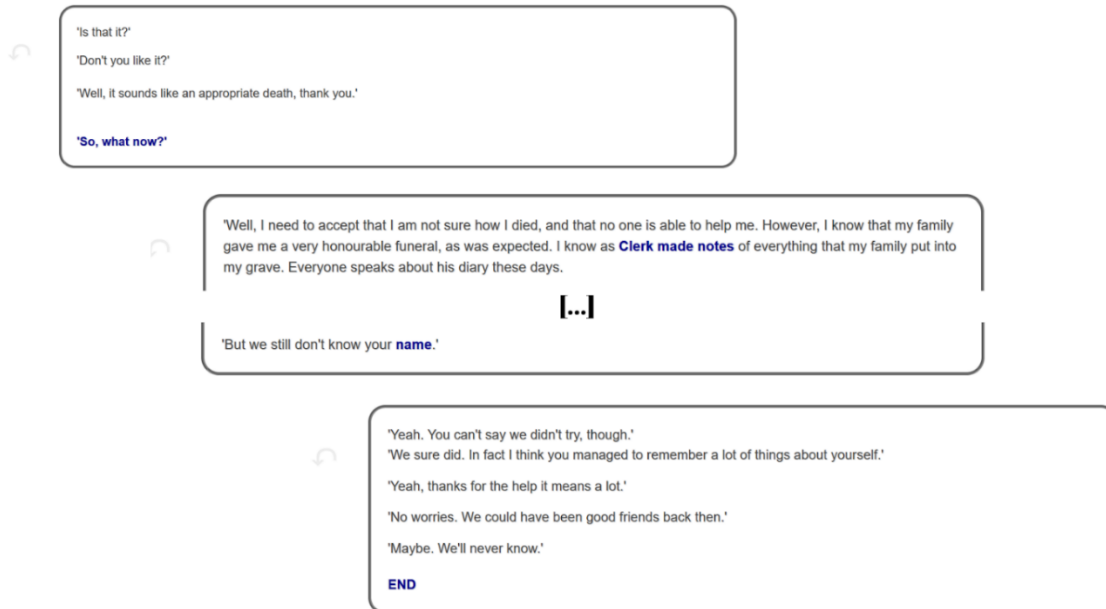 'Is that it?'
'Don't you like it?'
'Well, it sounds like an appropriate death, thank you.'
'So, what now?'
'Well, I need to accept that I am not sure how I died, and that no one is able to help me. However, I know that my family
gave me a very honourable funeral, as was expected. I know as Clerk made notes of everything that my family put into
my grave. Everyone speaks about his diary these days.
[...]
'But we still don't know your name.'
'Yeah. You can't say we didn't try, though.'
'We sure did. In fact I think you managed to remember a lot of things about yourself.'
'Yeah, thanks for the help it means a lot.'
'No worries. We could have been good friends back then.'
'Maybe. We'll never know.'
END